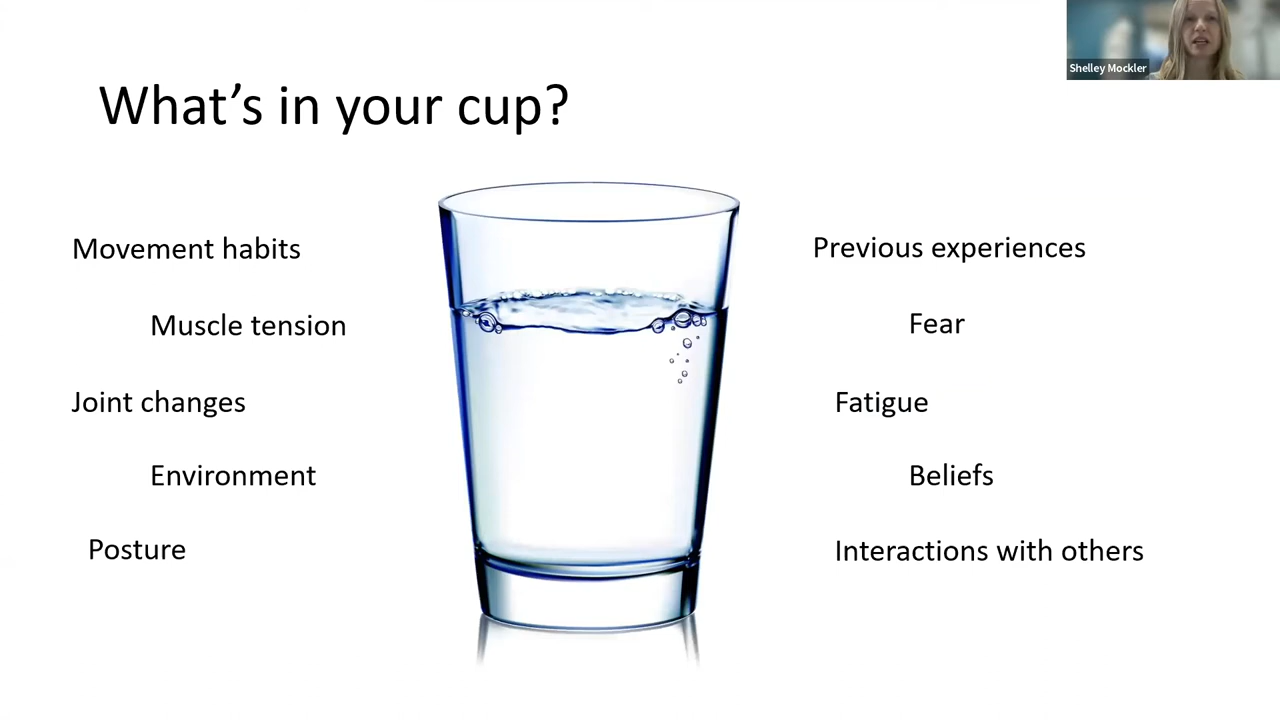 Shelley Mockler
What's in your cup?
Movement habits
Muscle tension
Joint changes
Environment
Posture
Previous experiences
Fear
Fatigue
Beliefs
Interactions with others